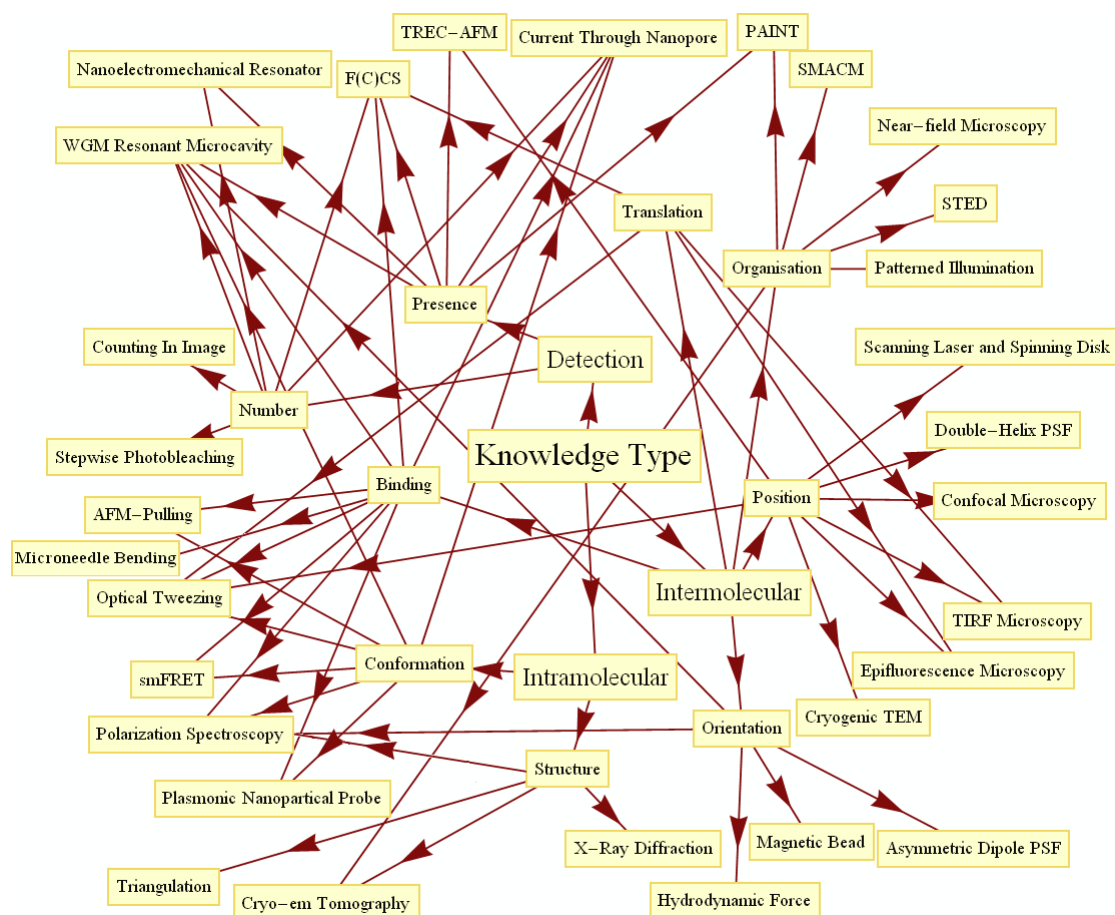 TREC−AFM
Current Through Nanopore
PAINT
Nanoelectromechanical Resonator
F(C)CS
SMACM
WGM Resonant Microcavity
Near−field Microscopy
Translation
STED
Organisation
Patterned Illumination
Presence
Counting In Image
Detection
Scanning Laser and Spinning Disk
Number
Double−Helix PSF
Stepwise Photobleaching
Knowledge Type
Binding
Position
Confocal Microscopy
AFM−Pulling
Microneedle Bending
Optical Tweezing
Intermolecular
TIRF Microscopy
Conformation
Epifluorescence Microscopy
smFRET
Intramolecular
Cryogenic TEM
Polarization Spectroscopy
Orientation
Structure
Plasmonic Nanopartical Probe
X−Ray Diffraction
Magnetic Bead
Asymmetric Dipole PSF
Triangulation
Cryo−em Tomography
Hydrodynamic Force